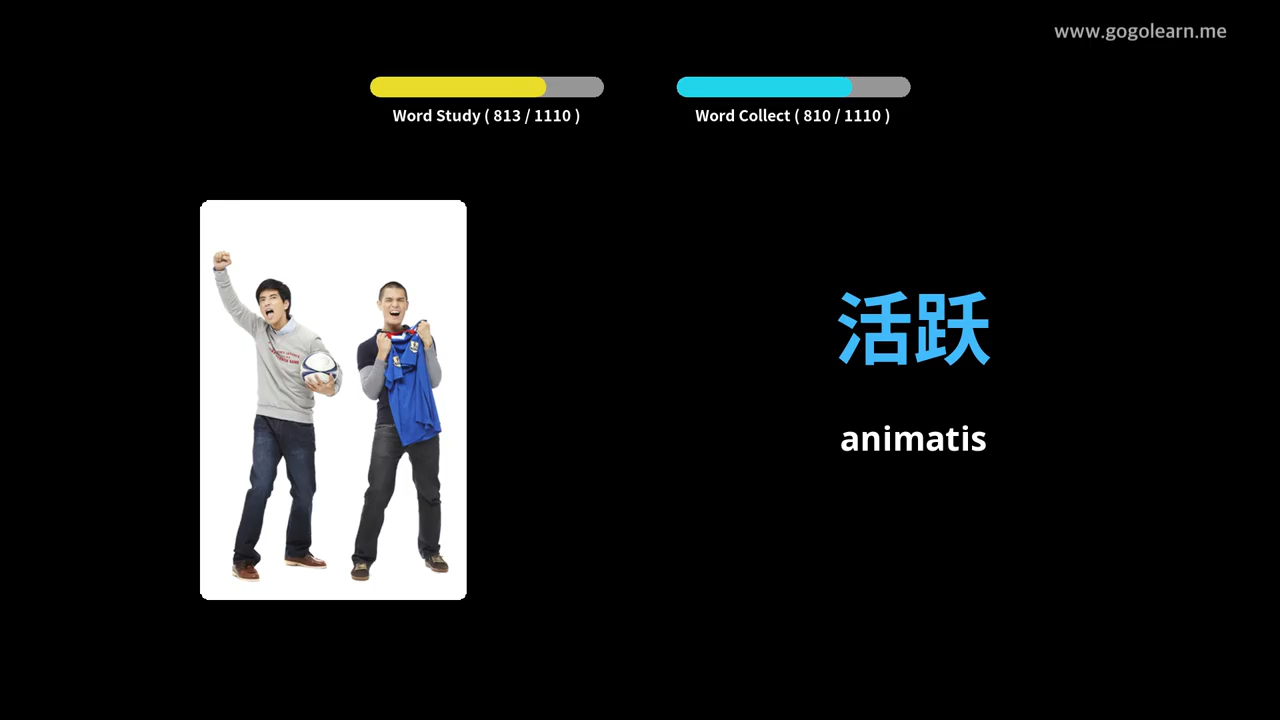 www.gogolearn.me
Word Study ( 813 / 1110 )
Word Collect ( 810 / 1110 )
活跃
animatis